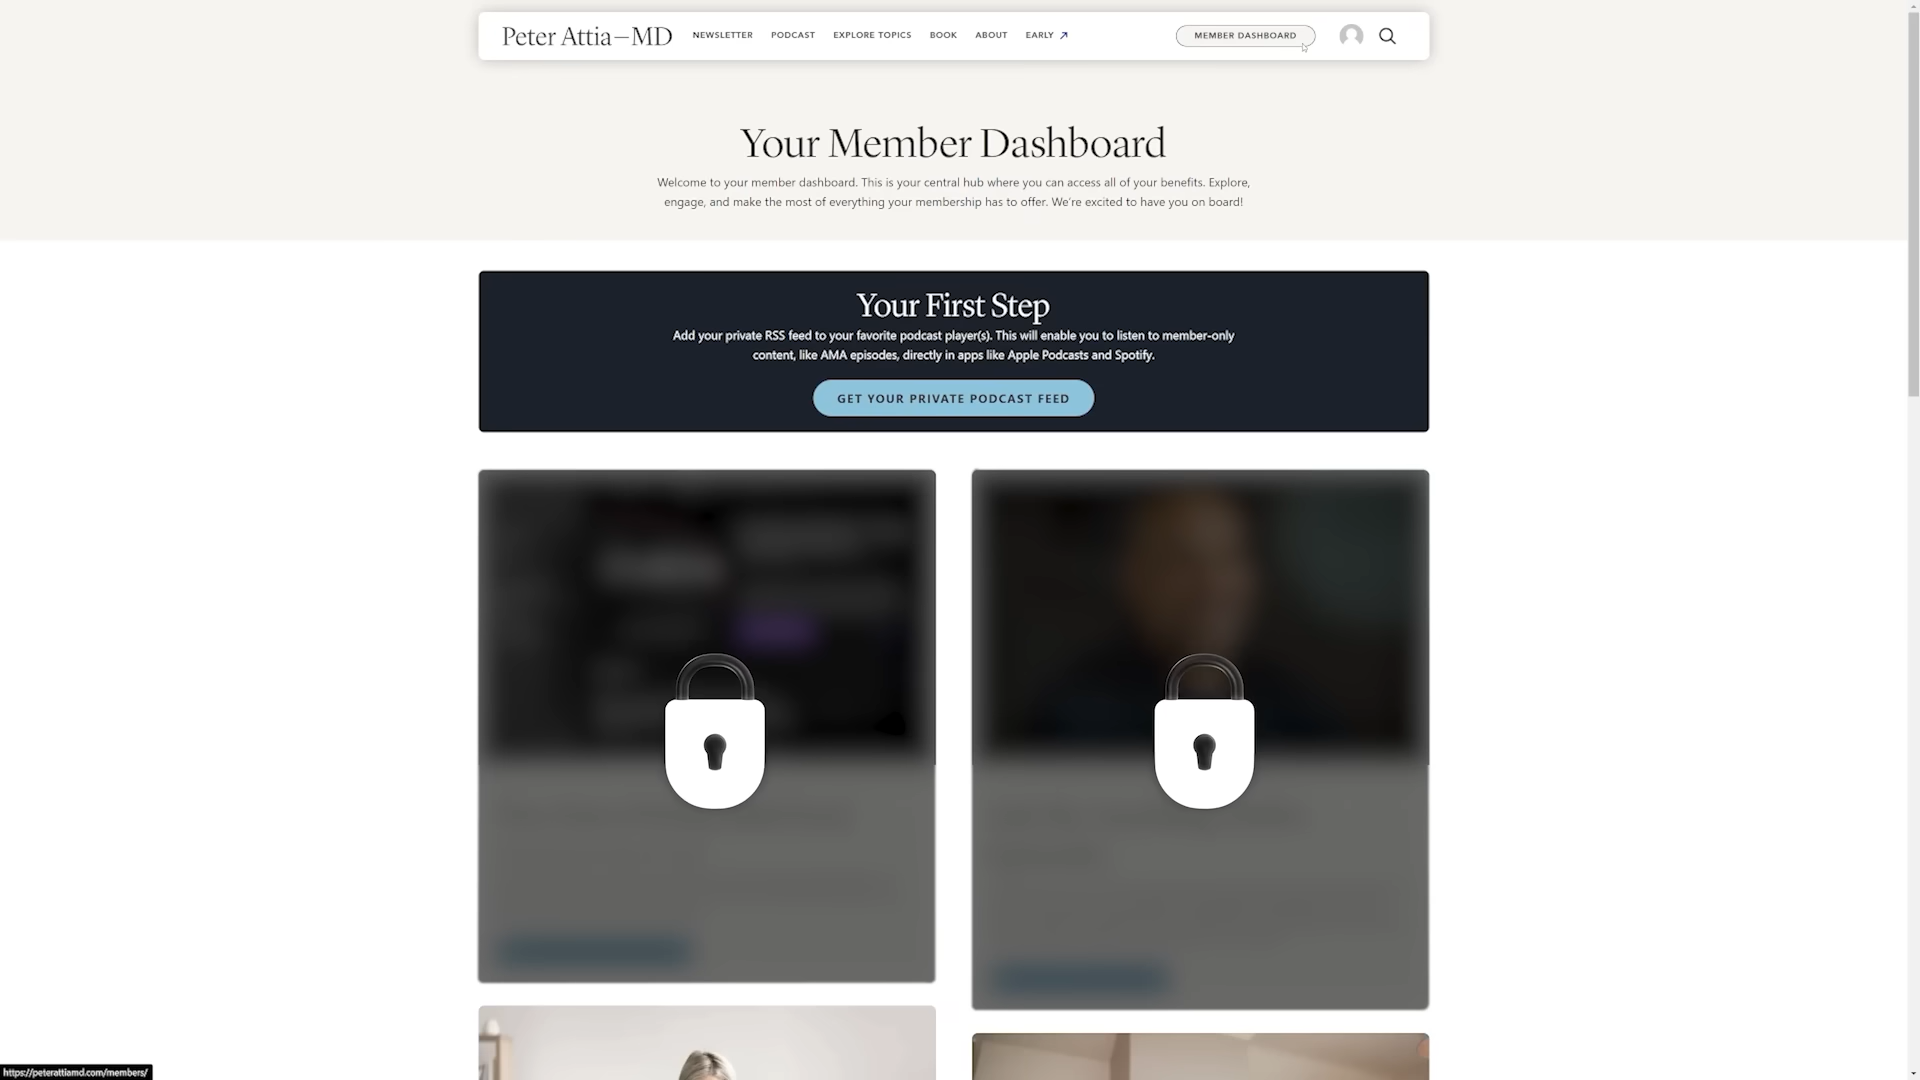 Peter Attia—MD
NEWSLETTER PODCAST EXPLORE TOPICS BOOK ABOUT EARLY
MEMBER DASHBOARD
Your Member Dashboard
Welcome to your member dashboard. This is your central hub where you can access all of your benefits. Explore,
engage, and make the most of everything your membership has to offer. We're excited to have you on board!
Your First Step
Add your private RSS feed to your favorite podcast player(s). This will enable you to listen to member-only
content, like AMA episodes, directly in apps like Apple Podcasts and Spotify.
GET YOUR PRIVATE PODCAST FEED
https://peterattiamd.com/members/